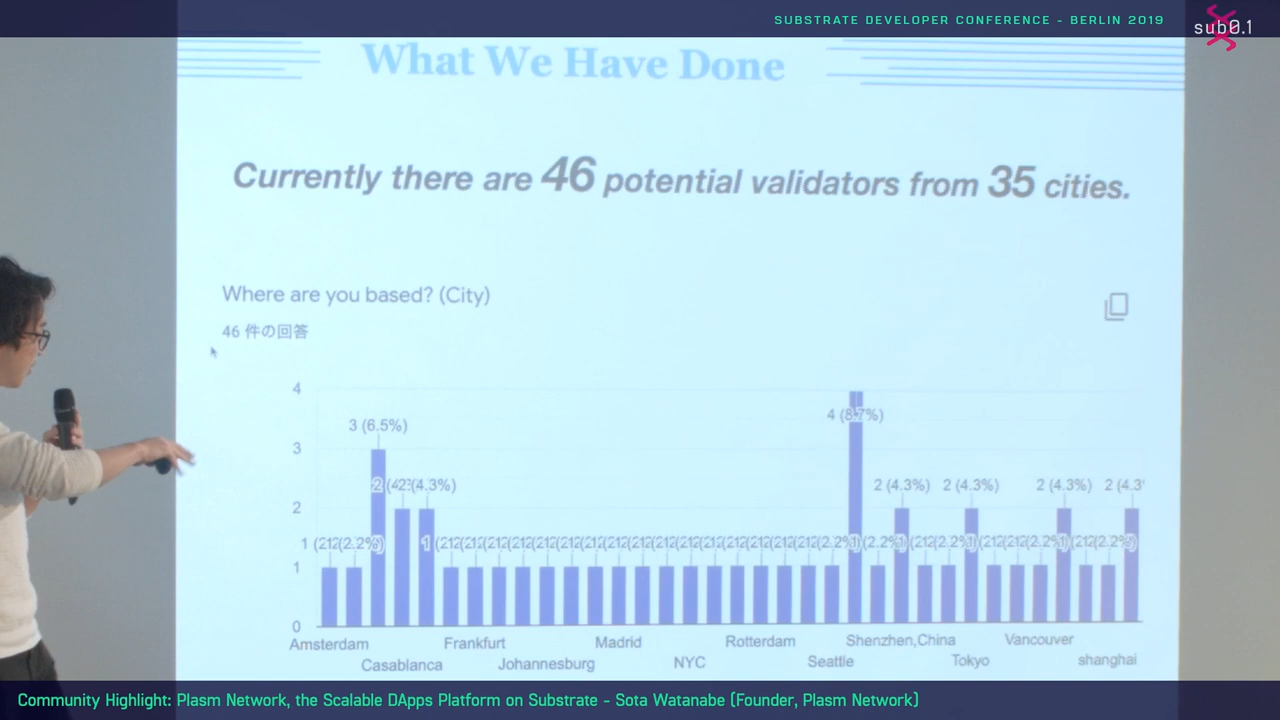 SUBSTRATE DEVELOPER CONFERENCE - BERLIN 2019
sub0.1
What We Have Done
Currently there are 46 potential validators from 35 cities.
Where are you based? (City)
46 件の回答
4
3 (6.5%)
4 (8.7%)
3
(4.3%)
2 (4.3%)
2 (4.3%)
2 (4.3%)
2
1
1
0
Amsterdam
Frankfurt
Madrid
Rotterdam
Shenzhen,China
Vancouver
Casablanca
Johannesburg
NYC
Seattle
Tokyo
shanghai
Community Highlight: Plasm Network, the Scalable DApps Platform on Substrate - Sota Watanabe (Founder, Plasm Network)